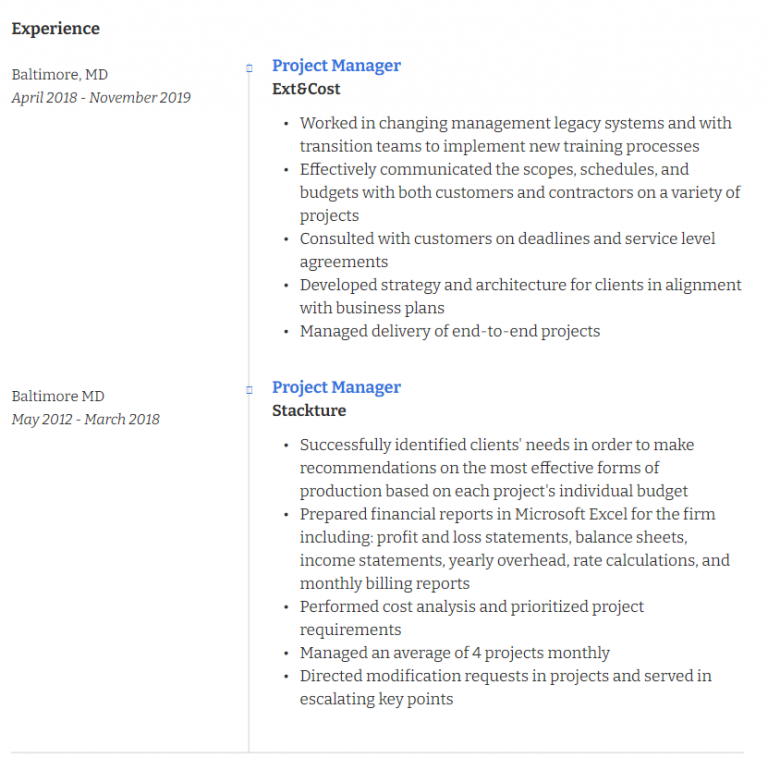 Experience
Baltimore, MD
April 2018 - November 2019
Project Manager
Ext&Cost
• Worked in changing management legacy systems and with
transition teams to implement new training processes
• Effectively communicated the scopes, schedules, and
budgets with both customers and contractors on a variety of
projects
• Consulted with customers on deadlines and service level
agreements
• Developed strategy and architecture for clients in alignment
with business plans
• Managed delivery of end-to-end projects
Baltimore MD
May 2012 - March 2018
Project Manager
Stackture
• Successfully identified clients' needs in order to make
recommendations on the most effective forms of
production based on each project's individual budget
• Prepared financial reports in Microsoft Excel for the firm
including: profit and loss statements, balance sheets,
income statements, yearly overhead, rate calculations, and
monthly billing reports
• Performed cost analysis and prioritized project
requirements
• Managed an average of 4 projects monthly
• Directed modification requests in projects and served in
escalating key points